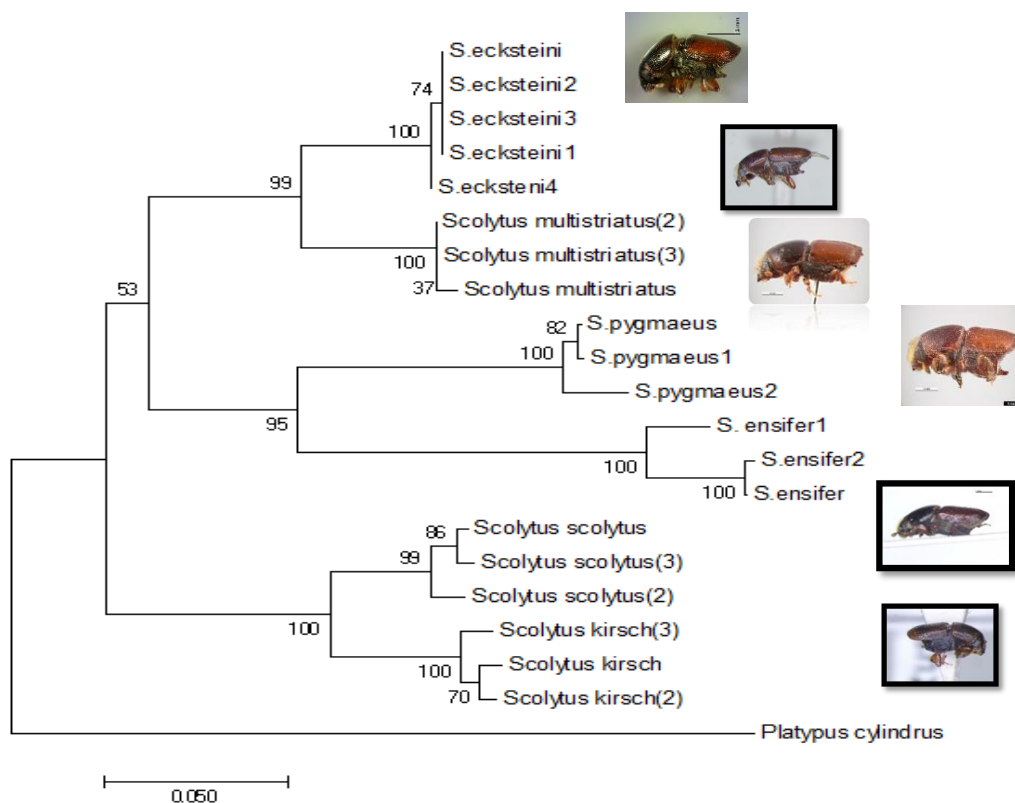 S.ecksteini
74
S.ecksteini2
S.ecksteini3
100
S.ecksteini1
99
S.ecksteni4
Scolytus multistriatus(2)
Scolytus multistriatus(3)
100
53
37
Scolytus multistriatus
82
S.pygmaeus
100
S.pygmaeus1
S.pygmaeus2
95
S. ensifer1
S.ensifer2
100
100
S.ensifer
86
Scolytus scolytus
99
Scolytus scolytus(3)
Scolytus scolytus(2)
100
Scolytus kirsch(3)
100
Scolytus kirsch
70
Scolytus kirsch(2)
Platypus cylindrus
0.050